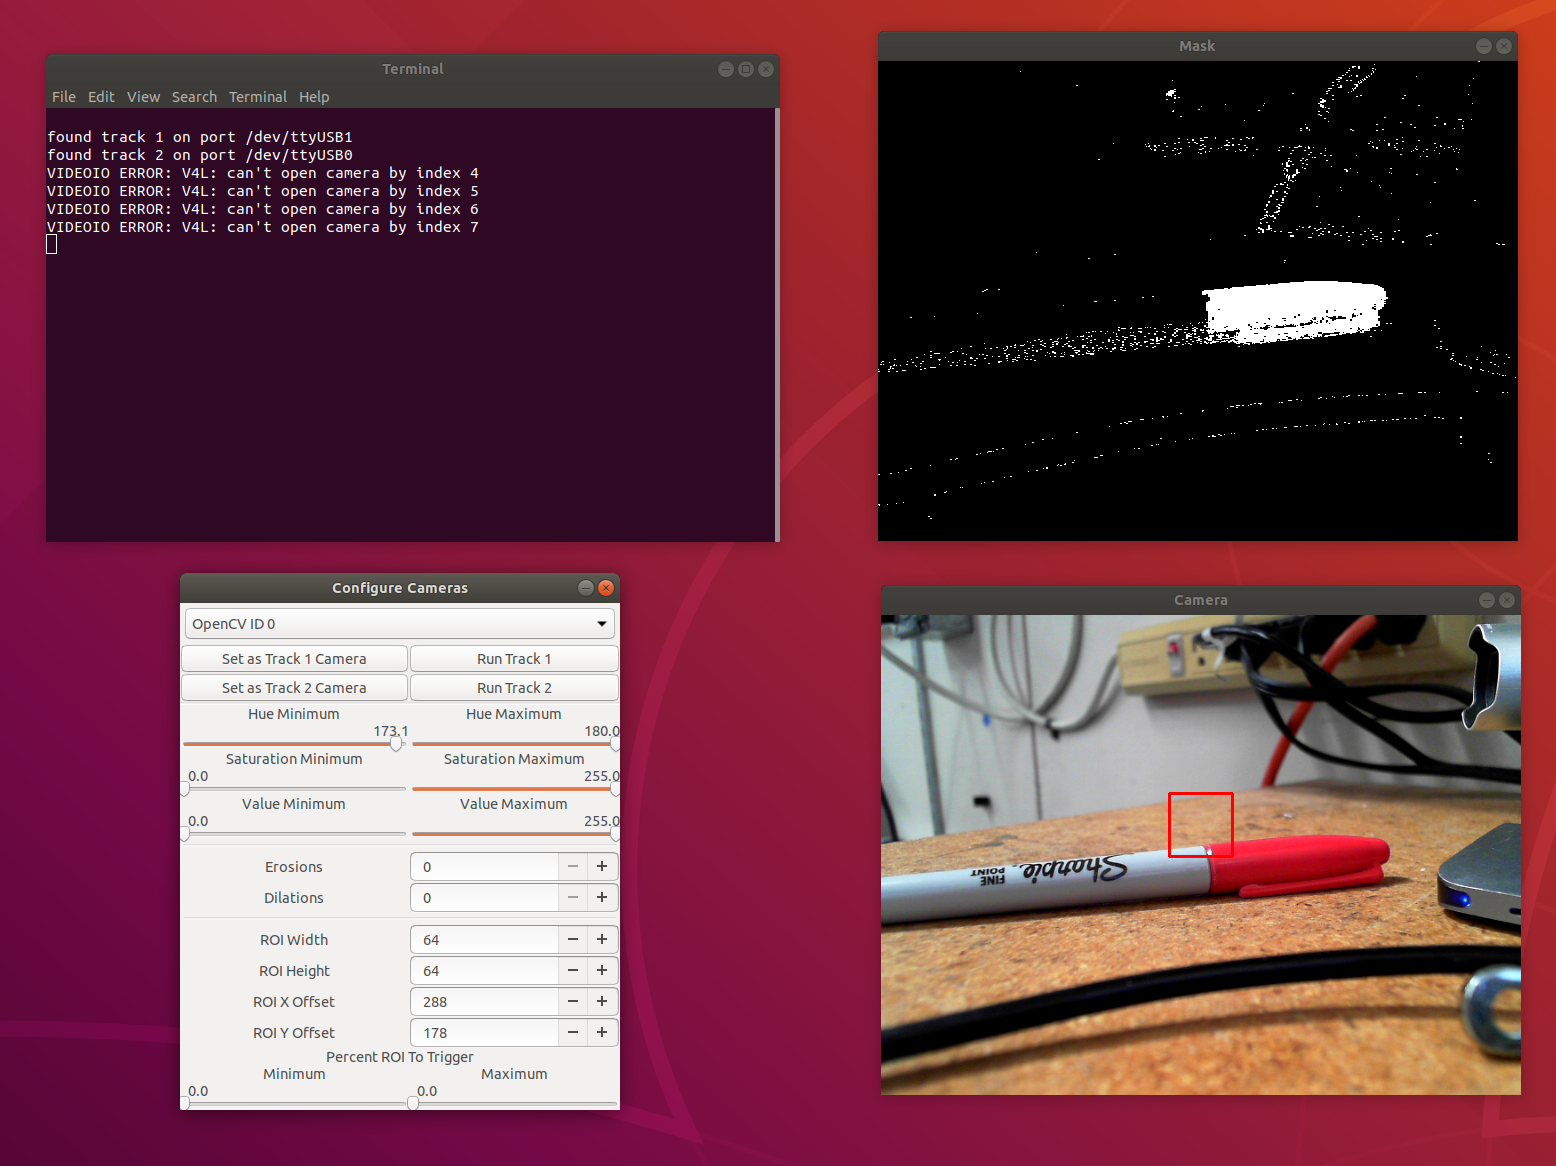 Terminal
File Edit View Search Terminal Help
found track 1 on port /dev/ttyUSB1
found track 2 on port /dev/ttyUSB0
VIDEOIO ERROR: V4L: can't open camera by index 4
VIDEOIO ERROR: V4L: can't open camera by index 5
VIDEOIO ERROR: V4L: can't open camera by index 6
VIDEOIO ERROR: V4L: can't open camera by index 7
Mask
Configure Cameras
OpenCV ID 0
Set as Track 1 Camera Run Track 1
Set as Track 2 Camera Run Track 2
Hue Minimum Hue Maximum
173.1 180.0
Saturation Minimum Saturation Maximum
0.0 255.0
Value Minimum Value Maximum
0.0 255.0
Erosions 0
Dilations 0
ROI Width 64
ROI Height 64
ROI X Offset 288
ROI Y Offset 178
Percent ROI To Trigger
Minimum Maximum
0.0 0.0
Camera
Sharpie
FINE
POINT